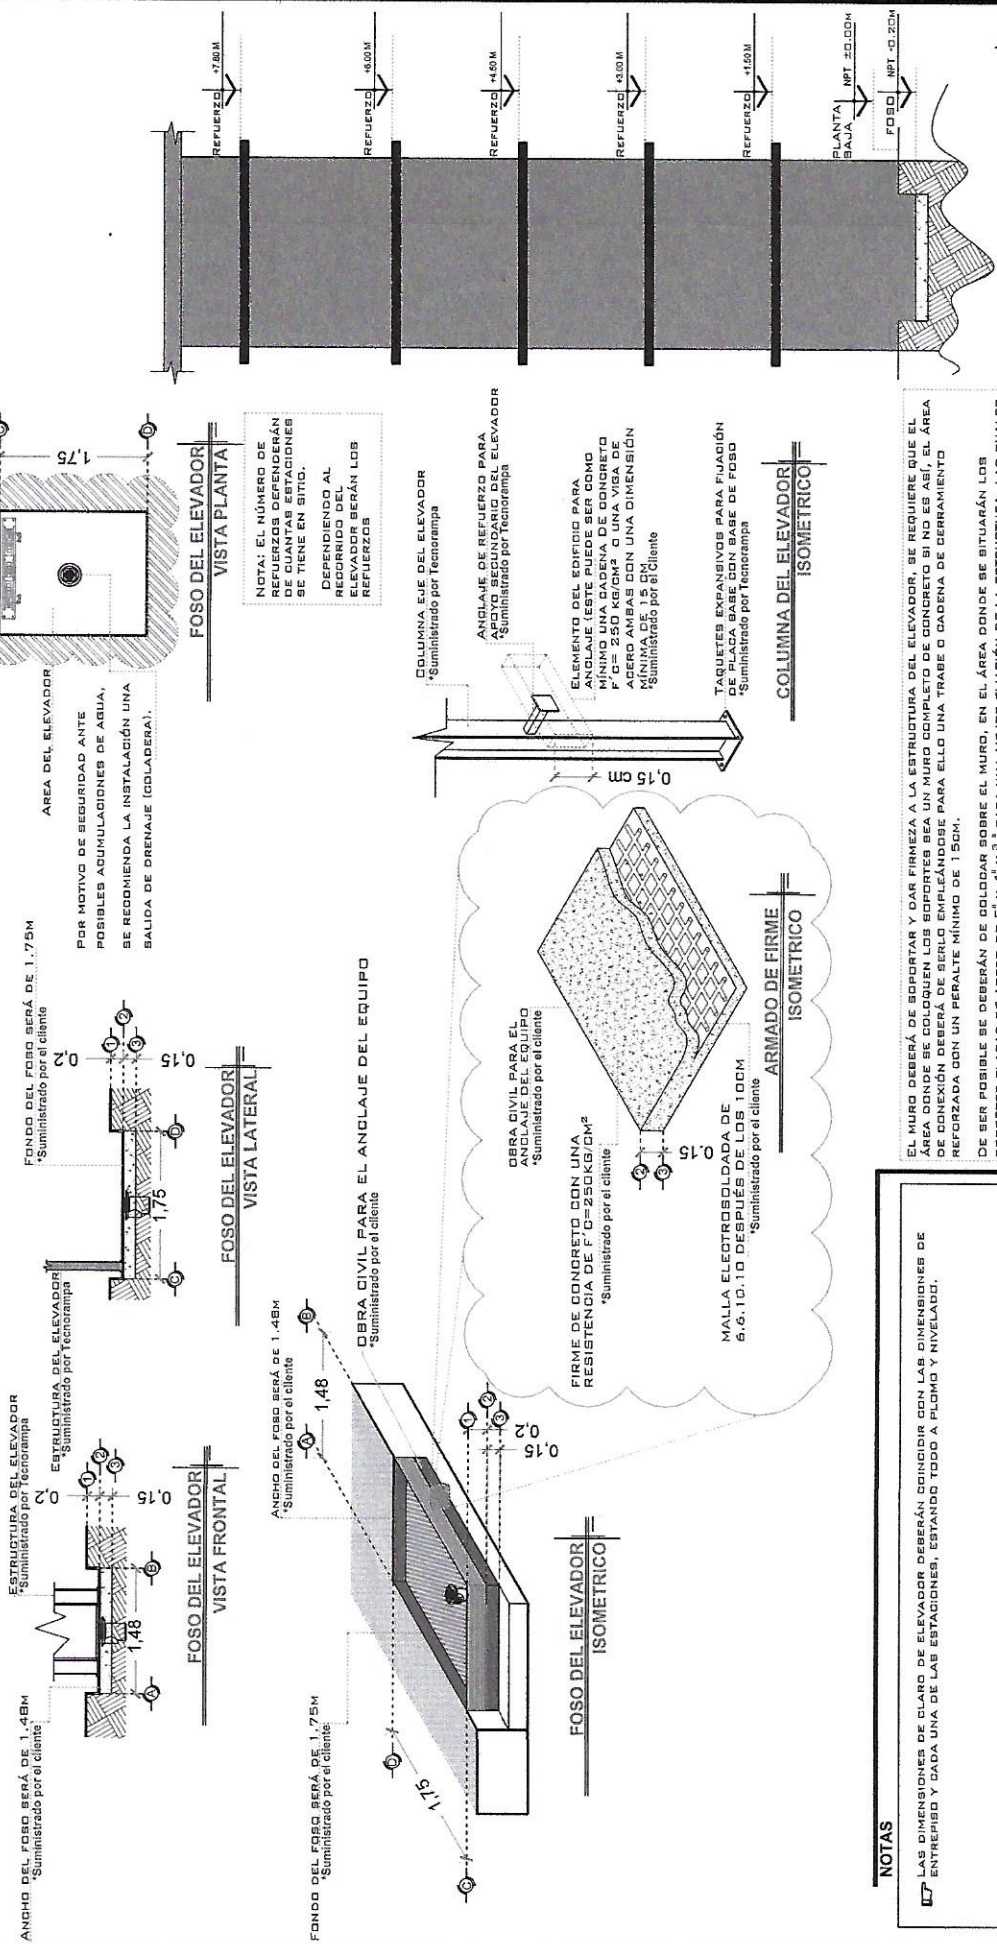 ANCHO DEL FOSO SERÁ DE 1.48M
*Suministrado por el cliente
ESTRUCTURA DEL ELEVADOR
*Suministrado por Tecnorampa
0,2
0,15
1
2
3
1,48
A
B
FOSO DEL ELEVADOR
VISTA FRONTAL
ESTRUCTURA DEL ELEVADOR
*Suministrado por Tecnorampa
FONDO DEL FOSO SERÁ DE 1.75M
*Suministrado por el cliente
0,2
0,15
1
2
3
1,75
C
D
FOSO DEL ELEVADOR
VISTA LATERAL
AREA DEL ELEVADOR
POR MOTIVO DE SEGURIDAD ANTE
POSIBLES ACUMULACIONES DE AGUA,
SE RECOMIENDA LA INSTALACIÓN UNA
SALIDA DE DRENAJE (COLADERA).
1,75
D
FOSO DEL ELEVADOR
VISTA PLANTA
NOTA: EL NÚMERO DE
REFUERZOS DEPENDERÁN
DE CUANTAS ESTACIONES
SE TIENE EN SITIO.
DEPENDIENDO AL
RECORRIDO DEL
ELEVADOR SERÁN LOS
REFUERZOS
REFUERZO +7.80 M
REFUERZO +6.00 M
REFUERZO +4.50 M
REFUERZO +3.00 M
REFUERZO +1.50 M
PLANTA
BAJA
NPT ±0.00M
FOSO NPT -0.20M
FONDO DEL FOSO SERÁ DE 1.75M
*Suministrado por el cliente
ANCHO DEL FOSO SERÁ DE 1.48M
*Suministrado por el cliente
OBRA CIVIL PARA EL ANCLAJE DEL EQUIPO
*Suministrado por el cliente
1,75
1,48
A
B
C
D
1
2
3
0,2
0,15
FOSO DEL ELEVADOR
ISOMETRICO
OBRA CIVIL PARA EL
ANCLAJE DEL EQUIPO
*Suministrado por el cliente
FIRME DE CONCRETO CON UNA
RESISTENCIA DE F´C=250KG/CM²
*Suministrado por el cliente
2
3
0.15
MALLA ELECTROSOLDADA DE
6.6.10.10 DESPUÉS DE LOS 10CM
*Suministrado por el cliente
ARMADO DE FIRME
ISOMETRICO
COLUMNA EJE DEL ELEVADOR
*Suministrado por Tecnorampa
ANCLAJE DE REFUERZO PARA
APOYO SECUNDARIO DEL ELEVADOR
*Suministrado por Tecnorampa
ELEMENTO DEL EDIFICIO PARA
ANCLAJE (ESTE PUEDE SER COMO
MÍNIMO UNA CADENA DE CONCRETO
F´C= 250 KG/CM² O UNA VIGA DE
ACERO AMBAS CON UNA DIMENSIÓN
MÍNIMA DE 15 CM
*Suministrado por el Cliente
TAQUETES EXPANSIVOS PARA FIJACIÓN
DE PLACA BASE CON BASE DE FOSO
*Suministrado por Tecnorampa
0,15 cm
COLUMNA DEL ELEVADOR
ISOMETRICO
NOTAS
LAS DIMENSIONES DE CLARO DE ELEVADOR DEBERÁN COINCIDIR CON LAS DIMENSIONES DE
ENTREPISO Y CADA UNA DE LAS ESTACIONES, ESTANDO TODO A PLOMO Y NIVELADO.
EL MURO DEBERÁ DE SOPORTAR Y DAR FIRMEZA A LA ESTRUCTURA DEL ELEVADOR, SE REQUIERE QUE EL
ÁREA DONDE SE COLOQUEN LOS SOPORTES SEA UN MURO COMPLETO DE CONCRETO SI NO ES ASÍ, EL ÁREA
DE CONEXIÓN DEBERÁ DE SERLO EMPLEÁNDOSE PARA ELLO UNA TRABE O CADENA DE CERRAMIENTO
REFORZADA CON UN PERALTE MÍNIMO DE 15CM.
DE SER POSIBLE SE DEBERÁN DE COLOCAR SOBRE EL MURO, EN EL ÁREA DONDE SE SITUARÁN LOS